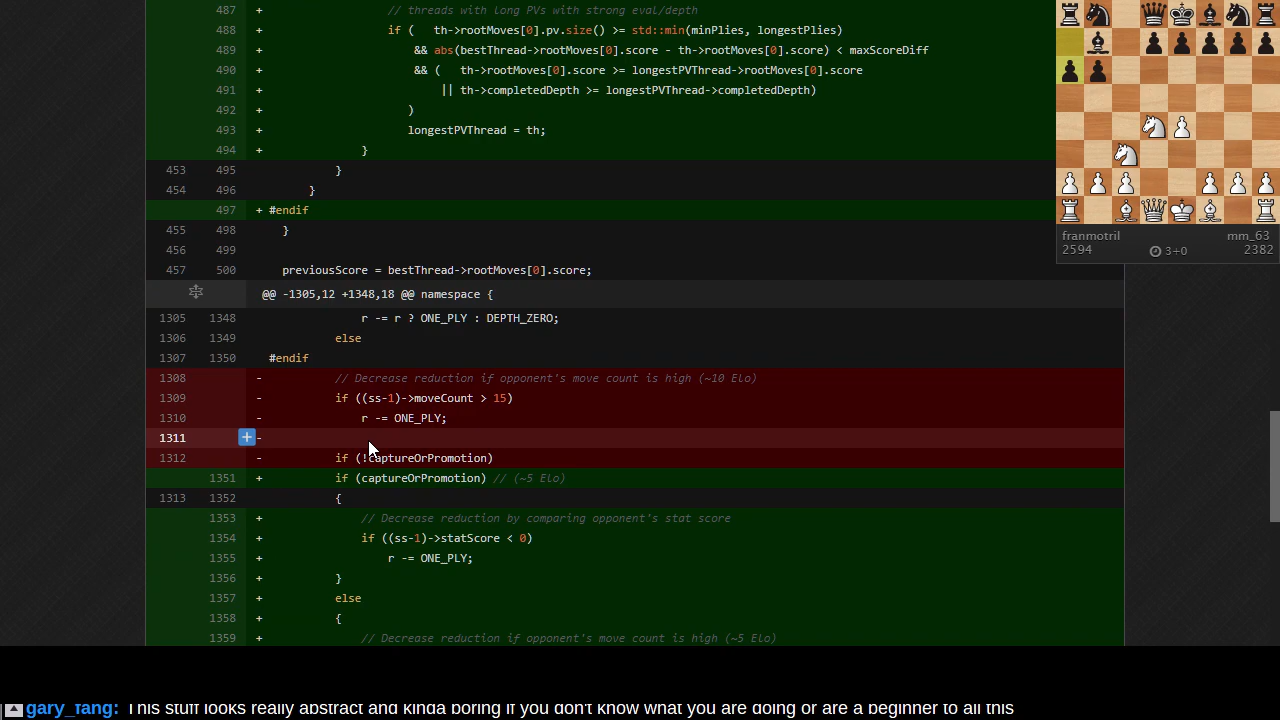 487 + // threads with long PVs with strong eval/depth
488 + if ( th->rootMoves[0].pv.size() >= std::min(minPlies, longestPlies)
489 + && abs(bestThread->rootMoves[0].score - th->rootMoves[0].score) < maxScoreDiff
490 + && ( th->rootMoves[0].score >= longestPVThread->rootMoves[0].score
491 + || th->completedDepth >= longestPVThread->completedDepth)
492 + )
493 + longestPVThread = th;
494 + }
453 495 }
454 496 }
497 + #endif
455 498 }
456 499
457 500 previousScore = bestThread->rootMoves[0].score;
@@ -1305,12 +1348,18 @@ namespace {
1305 1348 r -= r ? ONE_PLY : DEPTH_ZERO;
1306 1349 else
1307 1350 #endif
1308 - // Decrease reduction if opponent's move count is high (~10 Elo)
1309 - if ((ss-1)->moveCount > 15)
1310 - r -= ONE_PLY;
1311 + -
1312 - if (!captureOrPromotion)
1351 + if (captureOrPromotion) // (~5 Elo)
1313 1352 {
1353 + // Decrease reduction by comparing opponent's stat score
1354 + if ((ss-1)->statScore < 0)
1355 + r -= ONE_PLY;
1356 + }
1357 + else
1358 + {
1359 + // Decrease reduction if opponent's move count is high (~5 Elo)
franmotril mm_63
2594 3+0 2382
gary_fang: This stuff looks really abstract and kinda boring if you don't know what you are doing or are a beginner to all this